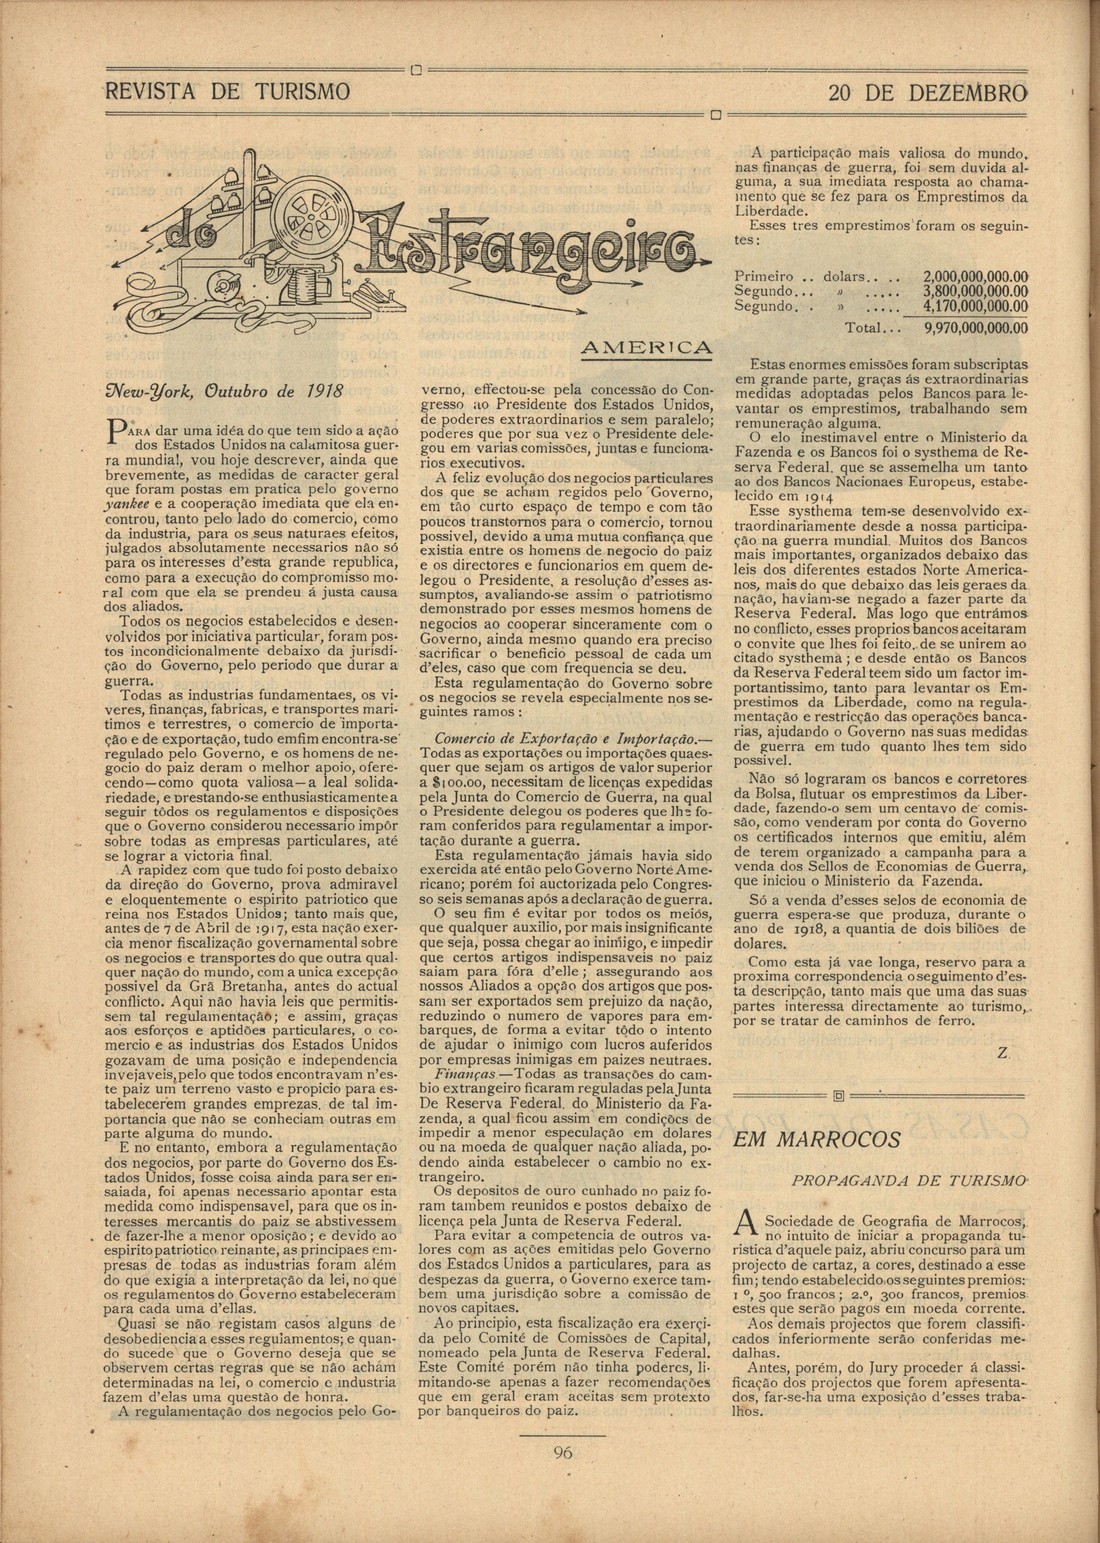 REVISTA DE TURISMO
20 DE DEZEMBRO
do Estrangeiro
AMERICA
New-York, Outubro de 1918
PARA dar uma idéa do que tem sido a ação
dos Estados Unidos na calamitosa guer-
ra mundial, vou hoje descrever, ainda que
brevemente, as medidas de caracter geral
que foram postas em pratica pelo governo
yankee e a cooperação imediata que ela en-
controu, tanto pelo lado do comercio, como
da industria, para os seus naturaes efeitos,
julgados absolutamente necessarios não só
para os interesses d'esta grande republica,
como para a execução do compromisso mo-
ral com que ela se prendeu á justa causa
dos aliados.
Todos os negocios estabelecidos e desen-
volvidos por iniciativa particular, foram pos-
tos incondicionalmente debaixo da jurisdi-
ção do Governo, pelo periodo que durar a
guerra.
Todas as industrias fundamentaes, os vi-
veres, finanças, fabricas, e transportes mari-
timos e terrestres, o comercio de importa-
ção e de exportação, tudo emfim encontra-se
regulado pelo Governo, e os homens de ne-
gocio do paiz deram o melhor apoio, ofere-
cendo—como quota valiosa—a leal solida-
riedade, e prestando-se enthusiasticamente a
seguir tôdos os regulamentos e disposições
que o Governo considerou necessario impôr
sobre todas as empresas particulares, até
se lograr a victoria final.
A rapidez com que tudo foi posto debaixo
da direção do Governo, prova admiravel
e eloquentemente o espirito patriotico que
reina nos Estados Unidos; tanto mais que,
antes de 7 de Abril de 1917, esta nação exer-
cia menor fiscalização governamental sobre
os negocios e transportes do que outra qual-
quer nação do mundo, com a unica excepção
possivel da Grã Bretanha, antes do actual
conflicto. Aqui não havia leis que permitis-
sem tal regulamentação; e assim, graças
aos esforços e aptidões particulares, o co-
mercio e as industrias dos Estados Unidos
gozavam de uma posição e independencia
invejaveis, pelo que todos encontravam n'es-
te paiz um terreno vasto e propicio para es-
tabelecerem grandes emprezas, de tal im-
portancia que não se conheciam outras em
parte alguma do mundo.
E no entanto, embora a regulamentação
dos negocios, por parte do Governo dos Es-
tados Unidos, fosse coisa ainda para ser en-
saiada, foi apenas necessario apontar esta
medida como indispensavel, para que os in-
teresses mercantis do paiz se abstivessem
de fazer-lhe a menor oposição; e devido ao
espirito patriotico reinante, as principaes em-
presas de todas as industrias foram além
do que exigia a interpretação da lei, no que
os regulamentos do Governo estabeleceram
para cada uma d'ellas.
Quasi se não registam casos alguns de
desobediencia a esses regulamentos; e quan-
do sucede que o Governo deseja que se
observem certas regras que se não achám
determinadas na lei, o comercio e industria
fazem d'elas uma questão de honra.
A regulamentação dos negocios pelo Go-
verno, effectou-se pela concessão do Con-
gresso ao Presidente dos Estados Unidos,
de poderes extraordinarios e sem paralelo;
poderes que por sua vez o Presidente dele-
gou em varias comissões, juntas e funciona-
rios executivos.
A feliz evolução dos negocios particulares
dos que se acham regidos pelo Governo,
em tão curto espaço de tempo e com tão
poucos transtornos para o comercio, tornou
possivel, devido a uma mutua confiança que
existia entre os homens de negocio do paiz
e os directores e funcionarios em quem de-
legou o Presidente, a resolução d'esses as-
sumptos, avaliando-se assim o patriotismo
demonstrado por esses mesmos homens de
negocios ao cooperar sinceramente com o
Governo, ainda mesmo quando era preciso
sacrificar o beneficio pessoal de cada um
d'eles, caso que com frequencia se deu.
Esta regulamentação do Governo sobre
os negocios se revela especialmente nos se-
guintes ramos:
Comercio de Exportação e Importação.—
Todas as exportações ou importações quaes-
quer que sejam os artigos de valor superior
a $100.00, necessitam de licenças expedidas
pela Junta do Comercio de Guerra, na qual
o Presidente delegou os poderes que lhe fo-
ram conferidos para regulamentar a impor-
tação durante a guerra.
Esta regulamentação jámais havia sido
exercida até então pelo Governo Norte Ame-
ricano; porém foi auctorizada pelo Congres-
so seis semanas após a declaração de guerra.
O seu fim é evitar por todos os meios,
que qualquer auxilio, por mais insignificante
que seja, possa chegar ao inimigo, e impedir
que certos artigos indispensaveis no paiz
saiam para fóra d'elle; assegurando aos
nossos Aliados a opção dos artigos que pos-
sam ser exportados sem prejuizo da nação,
reduzindo o numero de vapores para em-
barques, de forma a evitar tôdo o intento
de ajudar o inimigo com lucros auferidos
por empresas inimigas em paizes neutraes.
Finanças—Todas as transações do cam-
bio extrangeiro ficaram reguladas pela Junta
De Reserva Federal, do Ministerio da Fa-
zenda, a qual ficou assim em condições de
impedir a menor especulação em dolares
ou na moeda de qualquer nação aliada, po-
dendo ainda estabelecer o cambio no ex-
trangeiro.
Os depositos de ouro cunhado no paiz fo-
ram tambem reunidos e postos debaixo de
licença pela Junta de Reserva Federal.
Para evitar a competencia de outros va-
lores com as ações emitidas pelo Governo
dos Estados Unidos a particulares, para as
despezas da guerra, o Governo exerce tam-
bem uma jurisdição sobre a comissão de
novos capitaes.
Ao principio, esta fiscalização era exerci-
da pelo Comité de Comissões de Capital,
nomeado pela Junta de Reserva Federal.
Este Comité porém não tinha poderes, li-
mitando-se apenas a fazer recomendações
que em geral eram aceitas sem protexto
por banqueiros do paiz.
A participação mais valiosa do mundo,
nas finanças de guerra, foi sem duvida al-
guma, a sua imediata resposta ao chama-
mento que se fez para os Emprestimos da
Liberdade.
Esses tres emprestimos foram os seguin-
tes:
Primeiro .. dolars.. .. 2,000,000,000.00
Segundo... » ..... 3,800,000,000.00
Segundo. . » ..... 4,170,000,000.00
Total... 9,970,000,000.00
Estas enormes emissões foram subscriptas
em grande parte, graças ás extraordinarias
medidas adoptadas pelos Bancos para le-
vantar os emprestimos, trabalhando sem
remuneração alguma.
O elo inestimavel entre o Ministerio da
Fazenda e os Bancos foi o systhema de Re-
serva Federal, que se assemelha um tanto
ao dos Bancos Nacionaes Europeus, estabe-
lecido em 1914
Esse systhema tem-se desenvolvido ex-
traordinariamente desde a nossa participa-
ção na guerra mundial. Muitos dos Bancos
mais importantes, organizados debaixo das
leis dos diferentes estados Norte America-
nos, mais do que debaixo das leis geraes da
nação, haviam-se negado a fazer parte da
Reserva Federal. Mas logo que entrámos
no conflicto, esses proprios bancos aceitaram
o convite que lhes foi feito, de se unirem ao
citado systhema; e desde então os Bancos
da Reserva Federal teem sido um factor im-
portantissimo, tanto para levantar os Em-
prestimos da Liberdade, como na regula-
mentação e restricção das operações banca-
rias, ajudando o Governo nas suas medidas
de guerra em tudo quanto lhes tem sido
possivel.
Não só lograram os bancos e corretores
da Bolsa, flutuar os emprestimos da Liber-
dade, fazendo-o sem um centavo de comis-
são, como venderam por conta do Governo
os certificados internos que emitiu, além
de terem organizado a campanha para a
venda dos Sellos de Economias de Guerra,
que iniciou o Ministerio da Fazenda.
Só a venda d'esses selos de economia de
guerra espera-se que produza, durante o
ano de 1918, a quantia de dois biliões de
dolares.
Como esta já vae longa, reservo para a
proxima correspondencia o seguimento d'es-
ta descripção, tanto mais que uma das suas
partes interessa directamente ao turismo,
por se tratar de caminhos de ferro.
Z
EM MARROCOS
PROPAGANDA DE TURISMO
A Sociedade de Geografia de Marrocos,
no intuito de iniciar a propaganda tu-
ristica d'aquele paiz, abriu concurso para um
projecto de cartaz, a cores, destinado a esse
fim; tendo estabelecido os seguintes premios:
1 º, 500 francos; 2.º, 300 francos, premios
estes que serão pagos em moeda corrente.
Aos demais projectos que forem classifi-
cados inferiormente serão conferidas me-
dalhas.
Antes, porém, do Jury proceder á classi-
ficação dos projectos que forem apresenta-
dos, far-se-ha uma exposição d'esses traba-
lhos.
96